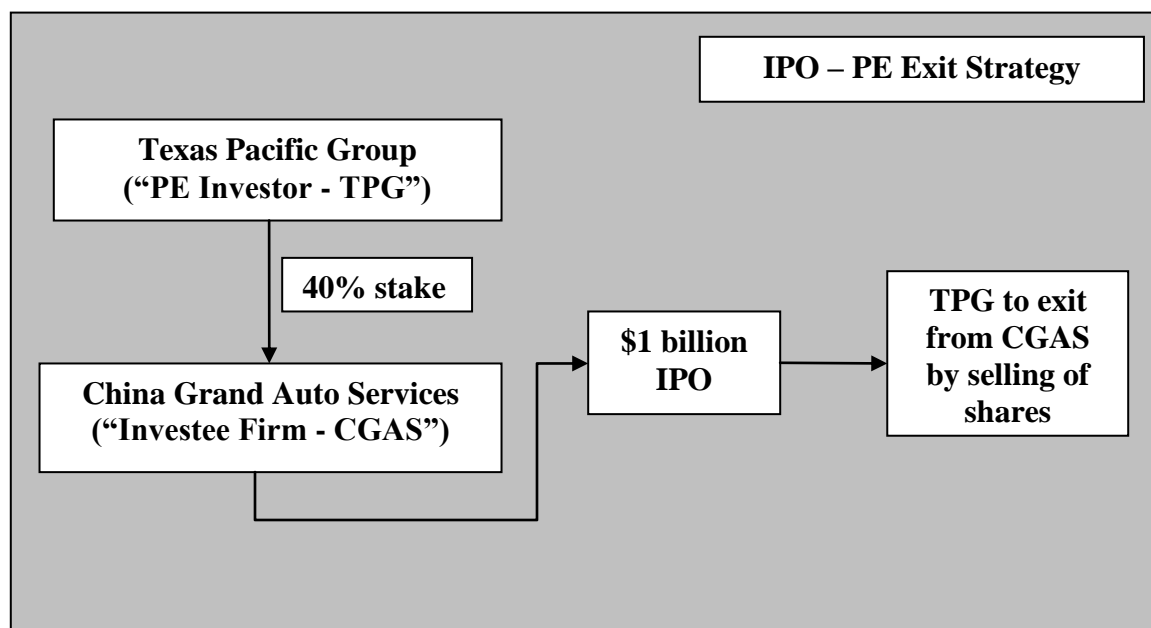 IPO – PE Exit Strategy
Texas Pacific Group
(“PE Investor - TPG”)
40% stake
China Grand Auto Services
(“Investee Firm - CGAS”)
$1 billion
IPO
TPG to exit
from CGAS
by selling of
shares